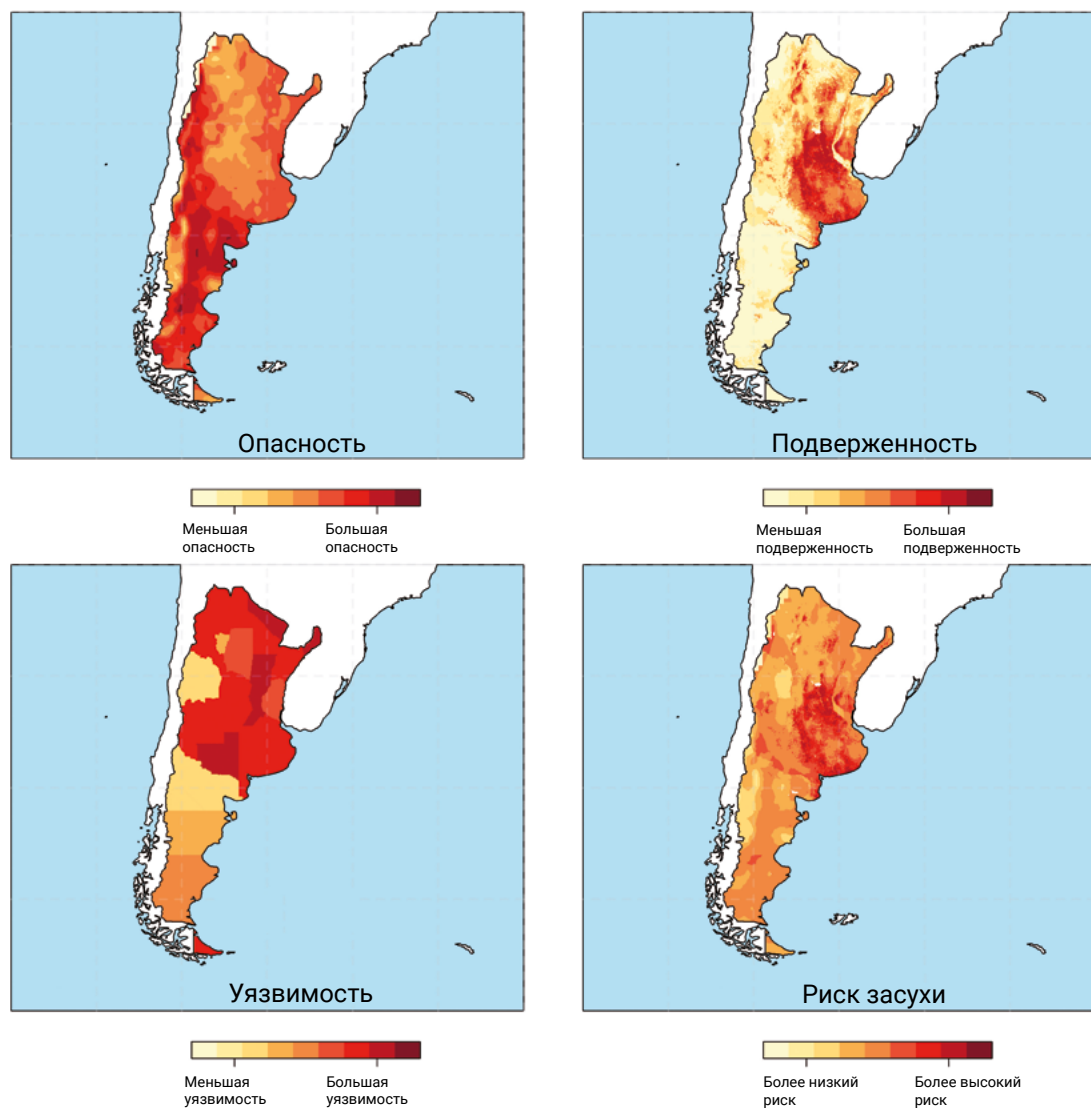 Опасность
Подверженность
Меньшая
опасность
Большая
опасность
Меньшая
подверженность
Большая
подверженность
Уязвимость
Риск засухи
Меньшая
уязвимость
Большая
уязвимость
Более низкий
риск
Более высокий
риск